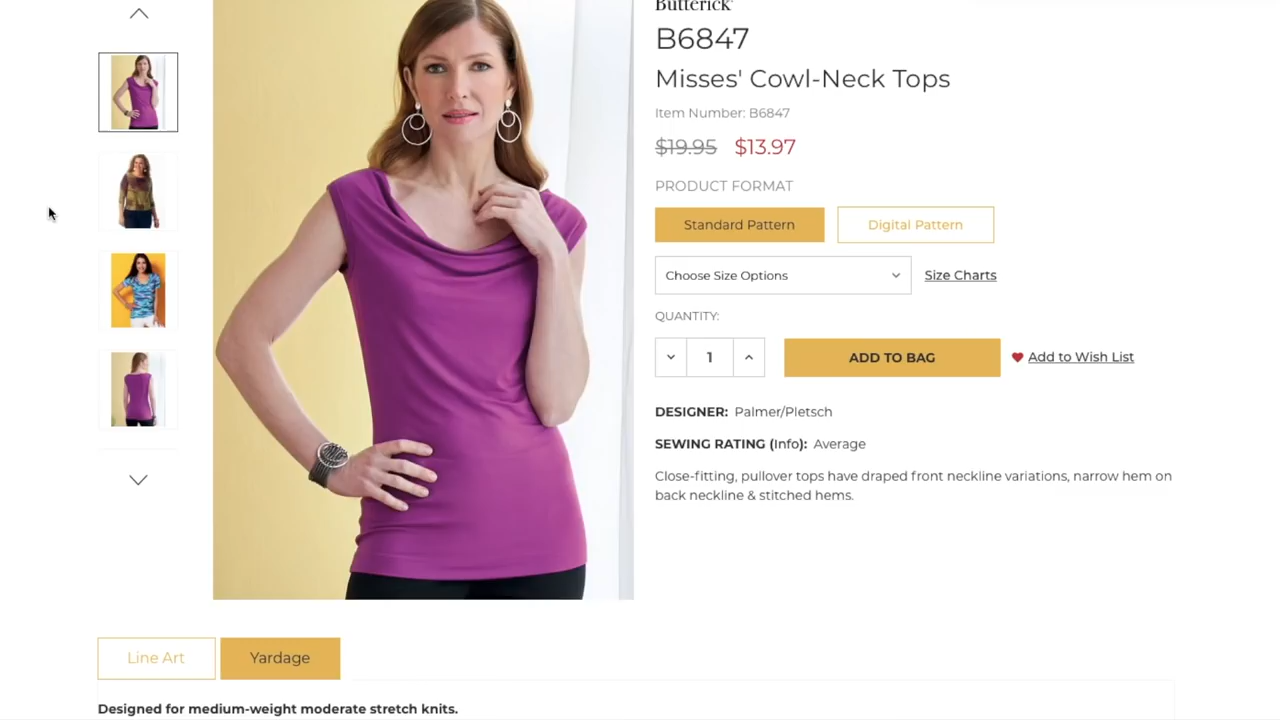 Butterick
B6847
Misses' Cowl-Neck Tops
Item Number: B6847
$19.95 $13.97
PRODUCT FORMAT
Standard Pattern Digital Pattern
Choose Size Options Size Charts
QUANTITY:
1 ADD TO BAG Add to Wish List
DESIGNER: Palmer/Pletsch
SEWING RATING (Info): Average
Close-fitting, pullover tops have draped front neckline variations, narrow hem on
back neckline & stitched hems.
Line Art Yardage
Designed for medium-weight moderate stretch knits.